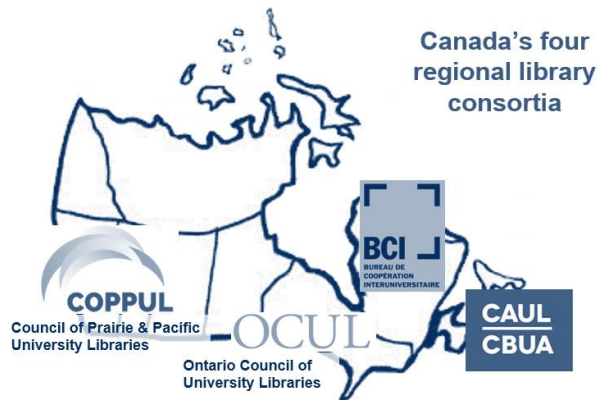 Canada's four
regional library
consortia
BCI
BUREAU DE
COOPÉRATION
INTERUNIVERSITAIRE
COPPUL
Council of Prairie & Pacific
University Libraries
OCUL
Ontario Council of
University Libraries
CAUL
CBUA